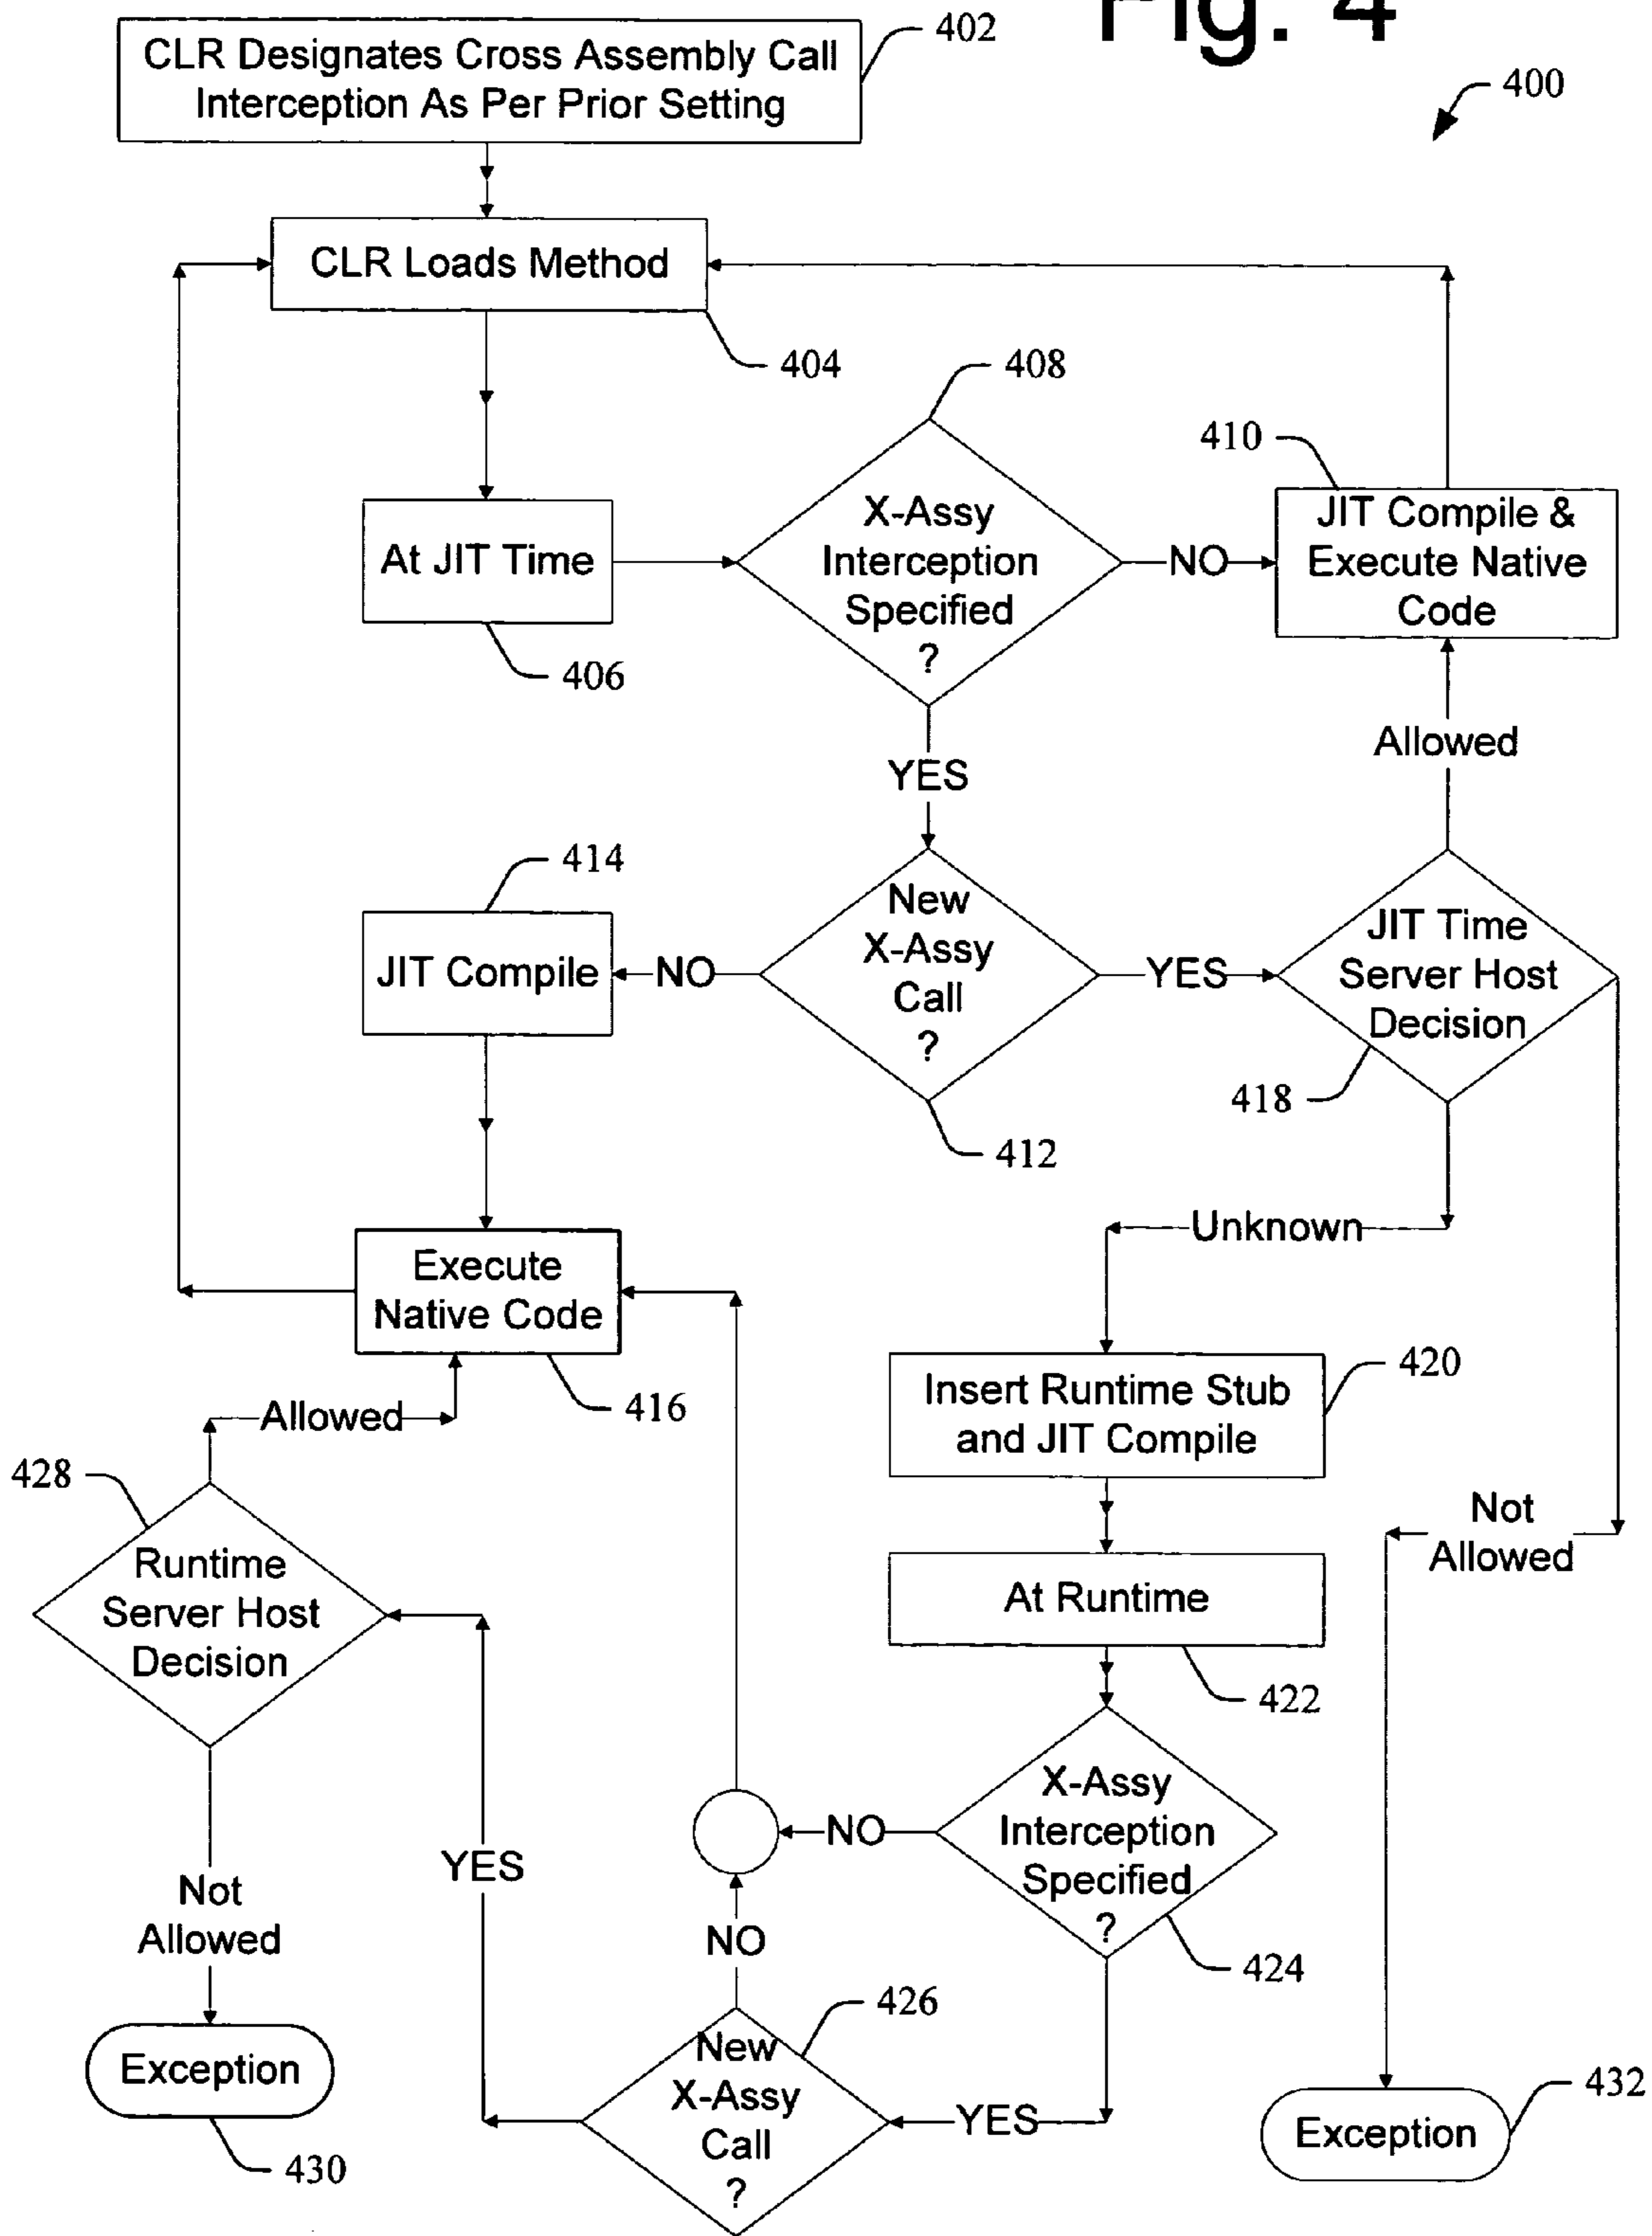 Fig. 4
CLR Designates Cross Assembly Call
Interception As Per Prior Setting
402
400
CLR Loads Method
404
408
410
At JIT Time
406
X-Assy
Interception
Specified
?
NO
JIT Compile &
Execute Native
Code
YES
Allowed
414
JIT Compile
NO
New
X-Assy
Call
?
412
YES
JIT Time
Server Host
Decision
418
Unknown
Execute
Native Code
416
Allowed
428
Insert Runtime Stub
and JIT Compile
420
Not
Allowed
At Runtime
422
Runtime
Server Host
Decision
X-Assy
Interception
Specified
?
424
NO
YES
Not
Allowed
NO
426
New
X-Assy
Call
?
YES
Exception
430
Exception
432